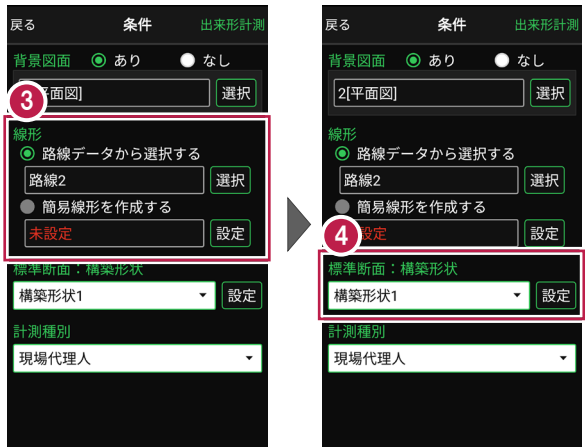 戻る 条件 出来形計測
背景図面 あり なし
平面図] 選択
3
線形
路線データから選択する
路線2 選択
簡易線形を作成する
未設定 設定
標準断面：構築形状
構築形状1 設定
計測種別
現場代理人
戻る 条件 出来形計測
背景図面 あり なし
2[平面図] 選択
線形
路線データから選択する
路線2 選択
簡易線形を作成する
4
設定 設定
標準断面：構築形状
構築形状1 設定
計測種別
現場代理人